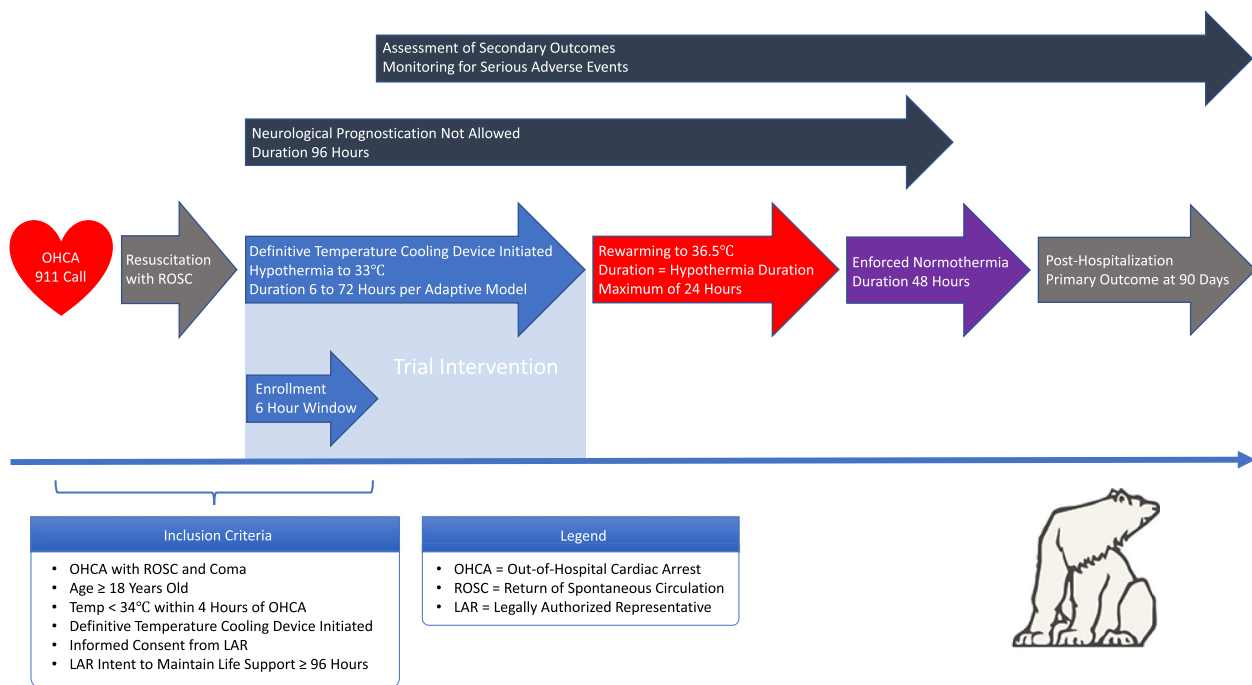 Assessment of Secondary Outcomes
Monitoring for Serious Adverse Events
Neurological Prognostication Not Allowed
Duration 96 Hours
OHCA
911 Call
Resuscitation
with ROSC
Definitive Temperature Cooling Device Initiated
Hypothermia to 33℃
Duration 6 to 72 Hours per Adaptive Model
Rewarming to 36.5℃
Duration = Hypothermia Duration
Maximum of 24 Hours
Enforced Normothermia
Duration 48 Hours
Post-Hospitalization
Primary Outcome at 90 Days
Trial Intervention
Enrollment
6 Hour Window
Inclusion Criteria
• OHCA with ROSC and Coma
• Age ≥ 18 Years Old
• Temp < 34℃ within 4 Hours of OHCA
• Definitive Temperature Cooling Device Initiated
• Informed Consent from LAR
• LAR Intent to Maintain Life Support ≥ 96 Hours
Legend
• OHCA = Out-of-Hospital Cardiac Arrest
• ROSC = Return of Spontaneous Circulation
• LAR = Legally Authorized Representative